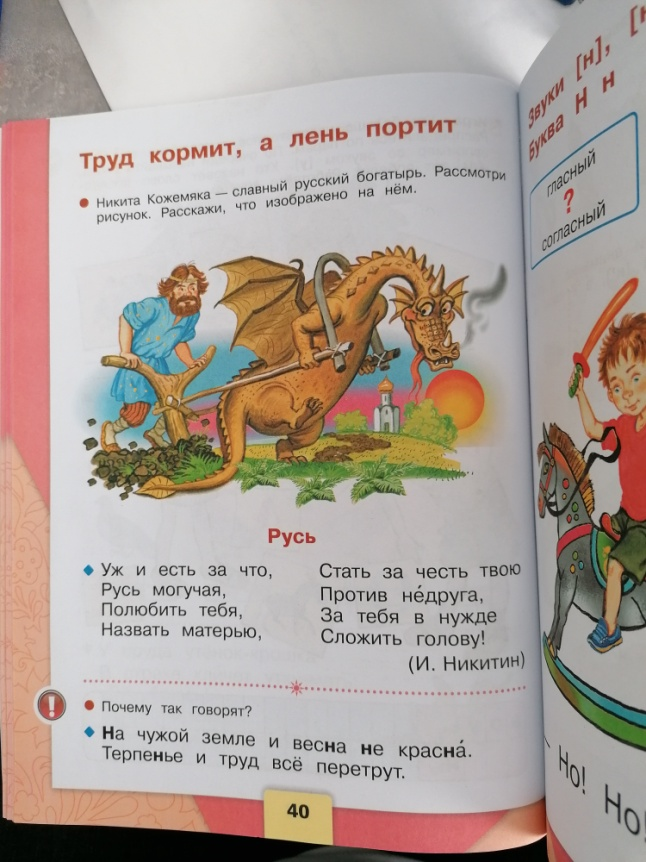 Труд кормит, а лень портит
Никита Кожемяка — славный русский богатырь. Рассмотри
рисунок. Расскажи, что изображено на нём.
Русь
Уж и есть за что,
Русь могучая,
Полюбить тебя,
Назвать матерью,
Стать за честь твою
Против не́друга,
За тебя в нужде
Сложить голову!
(И. Никитин)
Почему так говорят?
На чужой земле и весна не красна́.
Терпенье и труд всё перетрут.
40
Звуки [н],
Буква Н н
гласный
?
согласный
— Но! Но!